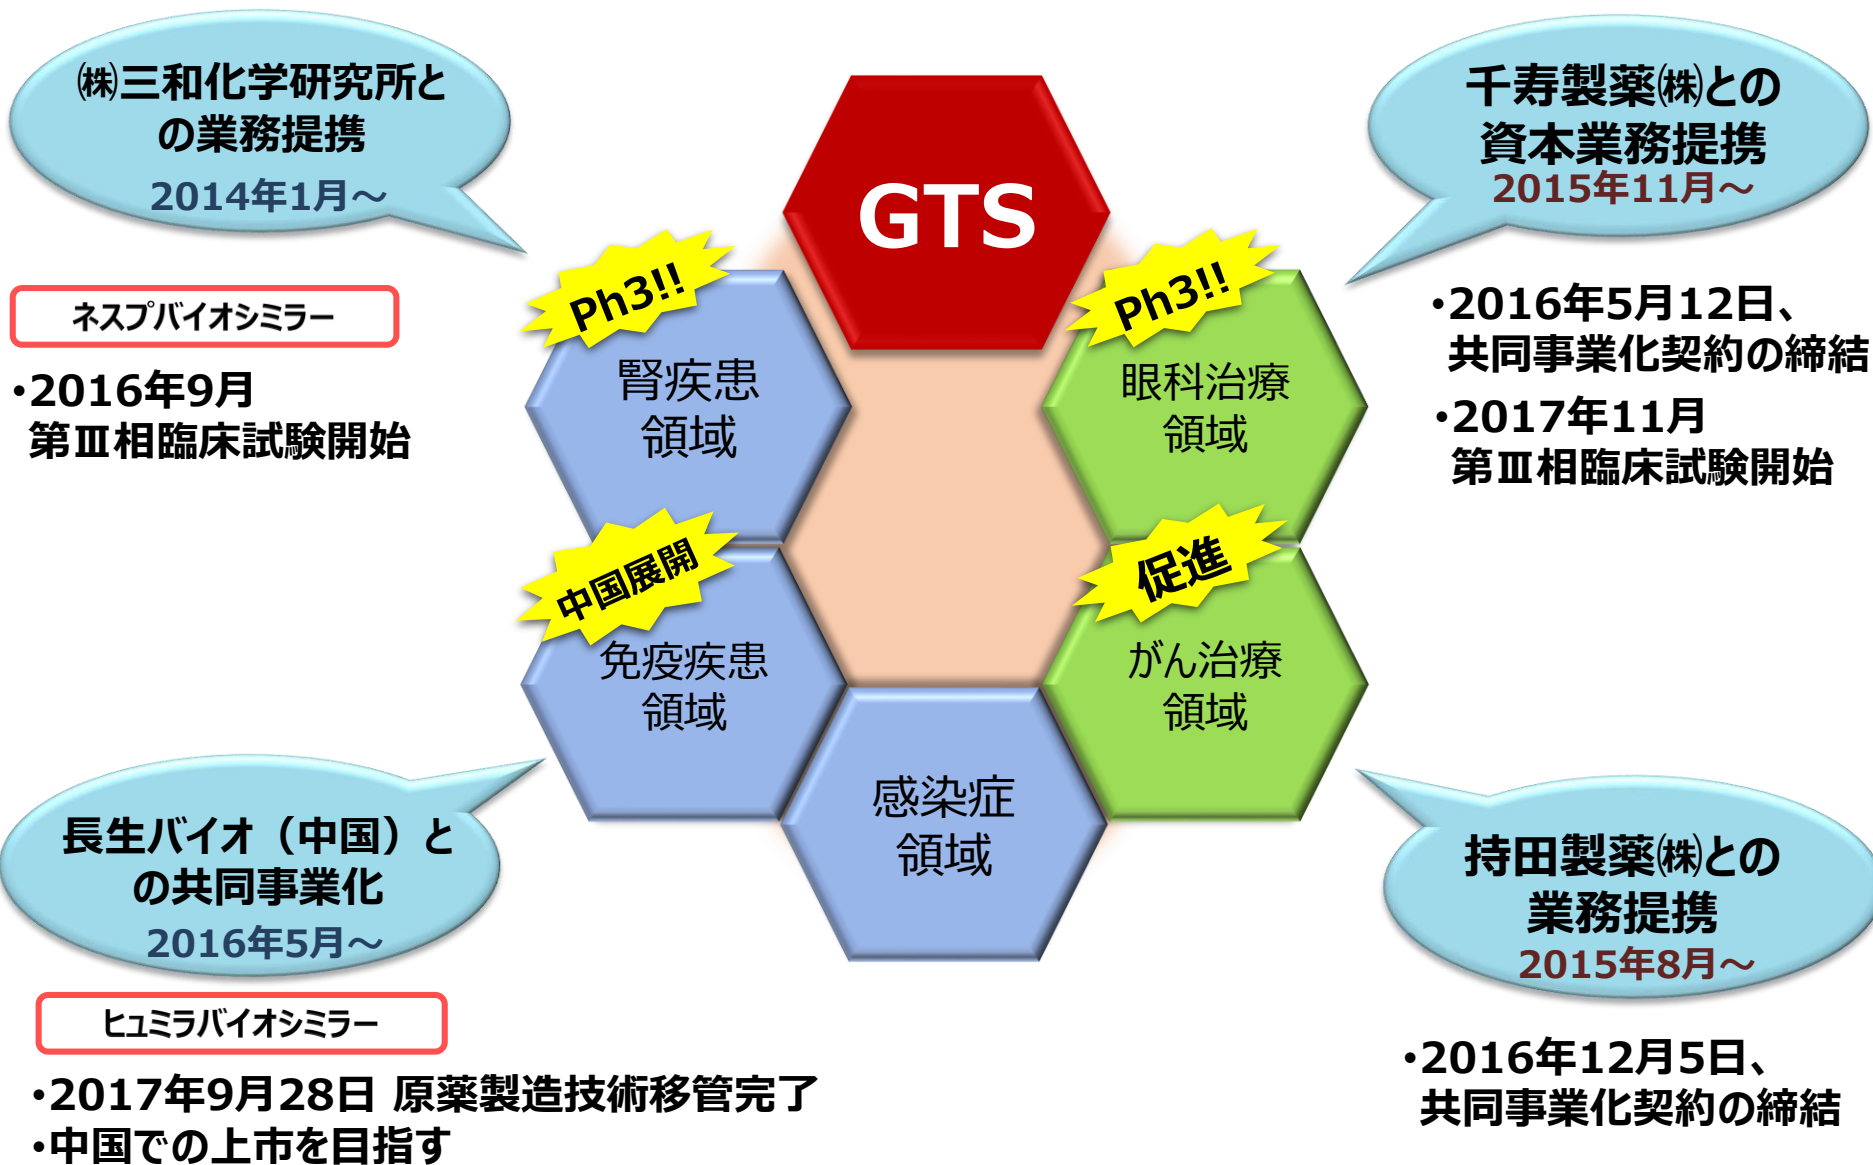 ㈱三和化学研究所と
の業務提携
2014年1月～
ネスプバイオシミラー
・2016年9月
第Ⅲ相臨床試験開始
GTS
千寿製薬㈱との
資本業務提携
2015年11月～
・2016年5月12日、
共同事業化契約の締結
・2017年11月
第Ⅲ相臨床試験開始
Ph3!!
腎疾患
領域
Ph3!!
眼科治療
領域
中国展開
免疫疾患
領域
促進
がん治療
領域
感染症
領域
長生バイオ（中国）と
の共同事業化
2016年5月～
ヒュミラバイオシミラー
・2017年9月28日 原薬製造技術移管完了
・中国での上市を目指す
持田製薬㈱との
業務提携
2015年8月～
・2016年12月5日、
共同事業化契約の締結